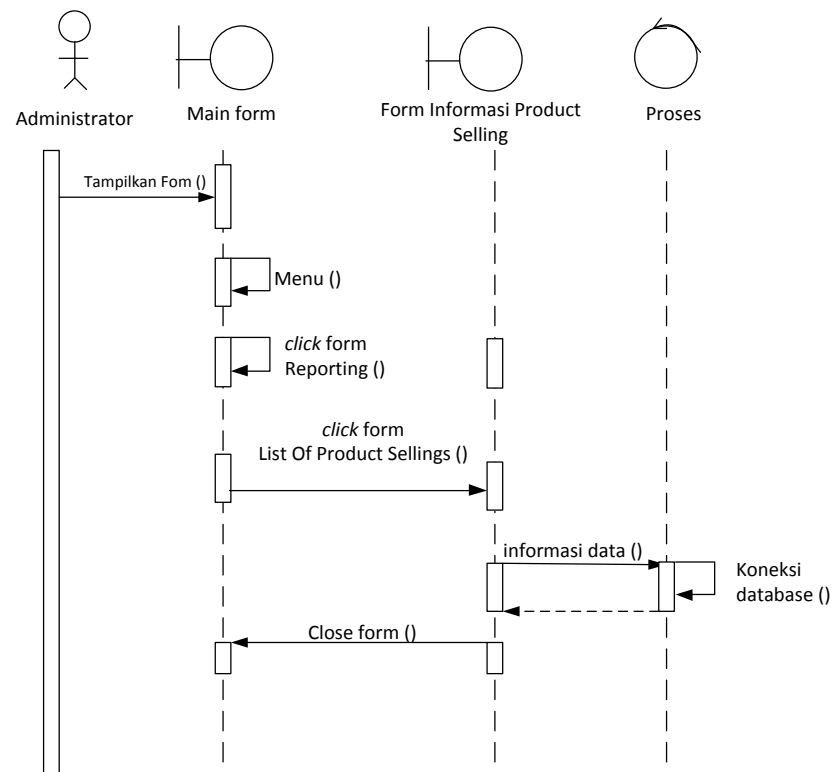 Administrator
Main form
Form Informasi Product
Selling
Proses
Tampilkan Fom ()
Menu ()
click form
Reporting ()
click form
List Of Product Sellings ()
informasi data ()
Koneksi
database ()
Close form ()